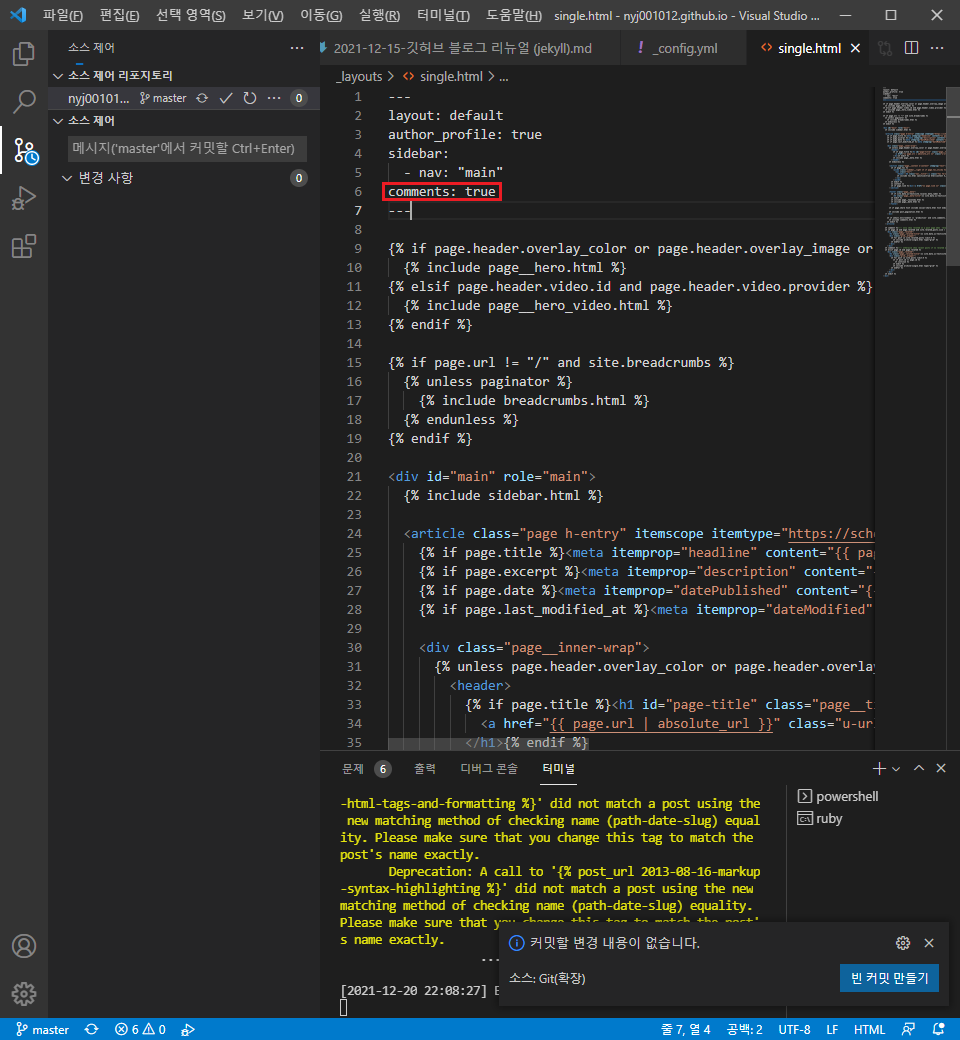 파일(F) 편집(E) 선택 영역(S) 보기(V) 이동(G) 실행(R) 터미널(T) 도움말(H) single.html - nyj001012.github.io - Visual Studio ...
소스 제어
소스 제어 리포지토리
nyj00101... master 0
소스 제어
메시지('master'에서 커밋할 Ctrl+Enter)
변경 사항 0
2021-12-15-깃허브 블로그 리뉴얼 (jekyll).md ! _config.yml <> single.html
_layouts > <> single.html > ...
1 ---
2 layout: default
3 author_profile: true
4 sidebar:
5 - nav: "main"
6 comments: true
7 ---
8
9 {% if page.header.overlay_color or page.header.overlay_image or
10 {% include page__hero.html %}
11 {% elsif page.header.video.id and page.header.video.provider %}
12 {% include page__hero_video.html %}
13 {% endif %}
14
15 {% if page.url != "/" and site.breadcrumbs %}
16 {% unless paginator %}
17 {% include breadcrumbs.html %}
18 {% endunless %}
19 {% endif %}
20
21 <div id="main" role="main">
22 {% include sidebar.html %}
23
24 <article class="page h-entry" itemscope itemtype="https://sch
25 {% if page.title %}<meta itemprop="headline" content="{{ pa
26 {% if page.excerpt %}<meta itemprop="description" content="
27 {% if page.date %}<meta itemprop="datePublished" content="{
28 {% if page.last_modified_at %}<meta itemprop="dateModified"
29
30 <div class="page__inner-wrap">
31 {% unless page.header.overlay_color or page.header.overla
32 <header>
33 {% if page.title %}<h1 id="page-title" class="page__t
34 <a href="{{ page.url | absolute_url }}" class="u-ur
35 </h1>{% endif %}
문제 6 출력 디버그 콘솔 터미널
-html-tags-and-formatting %}' did not match a post using the
new matching method of checking name (path-date-slug) equal
ity. Please make sure that you change this tag to match the
post's name exactly.
Deprecation: A call to '{% post_url 2013-08-16-markup
-syntax-highlighting %}' did not match a post using the new
matching method of checking name (path-date-slug) equality.
Please make sure that you change this tag to match the post'
s name exactly.
...
[2021-12-20 22:08:27]
powershell
ruby
커밋할 변경 내용이 없습니다.
소스: Git(확장)
빈 커밋 만들기
master 6 0 줄 7, 열 4 공백: 2 UTF-8 LF HTML